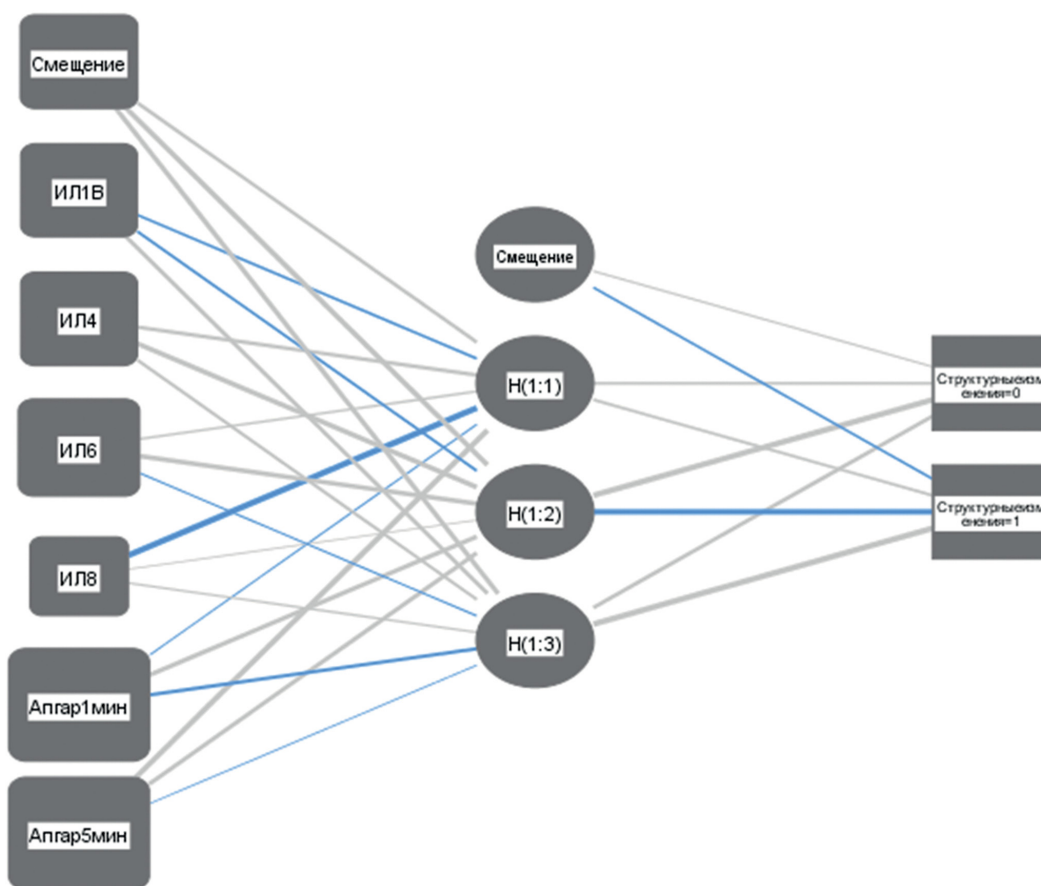 Смещение
ИЛ1В
ИЛ4
ИЛ6
ИЛ8
Апгар1мин
Апгар5мин
Смещение
H(1:1)
H(1:2)
H(1:3)
Структурныеизм
енения=0
Структурныеизм
енения=1